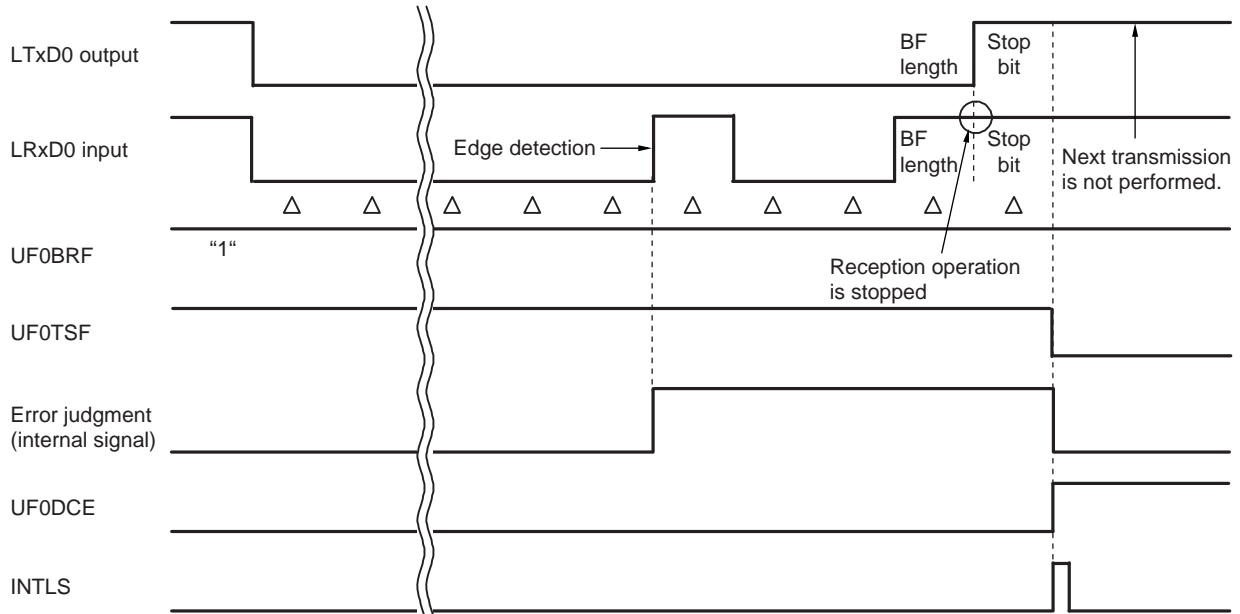 LTxD0 output
BF
length
Stop
bit
LRxD0 input
Edge detection
BF
length
Stop
bit
Next transmission
is not performed.
UF0BRF
“1“
Reception operation
is stopped
UF0TSF
Error judgment
(internal signal)
UF0DCE
INTLS